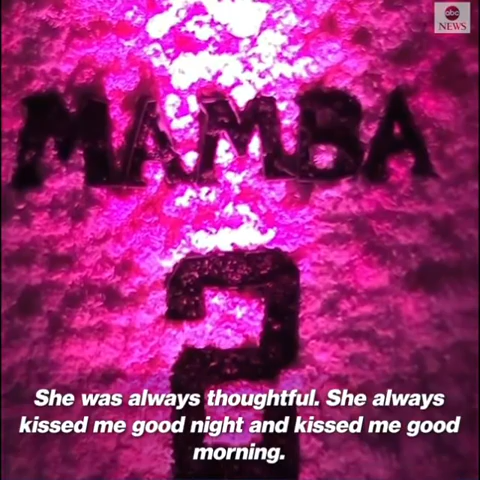 abc
NEWS
MAMBA
2
She was always thoughtful. She always
kissed me good night and kissed me good
morning.